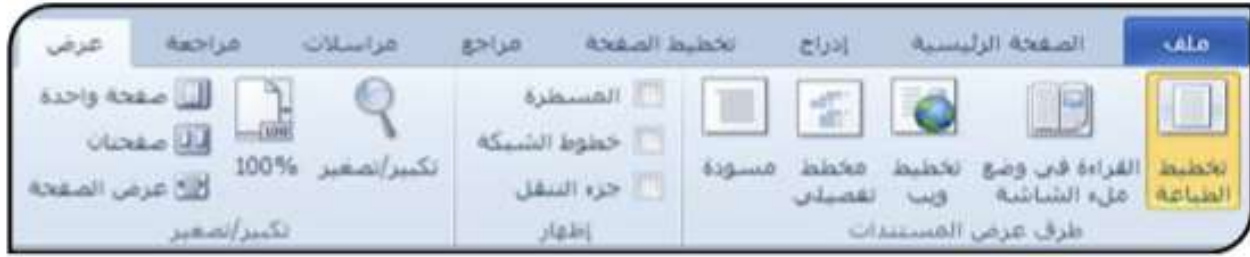 ملف الصفحة الرئيسية إدراج تخطيط الصفحة مراجع مراسلات مراجعة عرض
تخطيط الطباعة
القراءة في وضع ملء الشاشة
تخطيط ويب
مخطط تفصيلي
مسودة
طرق عرض المستندات
المسطرة
خطوط الشبكة
جزء التنقل
إظهار
تكبير/تصغير
100
100%
صفحة واحدة
صفحتان
عرض الصفحة
تكبير/تصغير